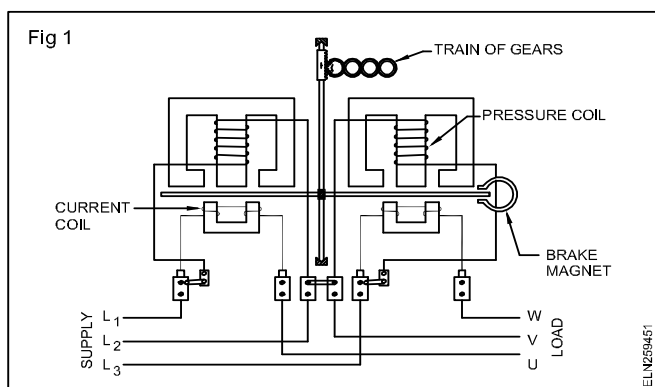 Fig 1
TRAIN OF GEARS
PRESSURE COIL
CURRENT
COIL
BRAKE
MAGNET
SUPPLY
L1
L2
L3
W
V
U
LOAD
ELN259451